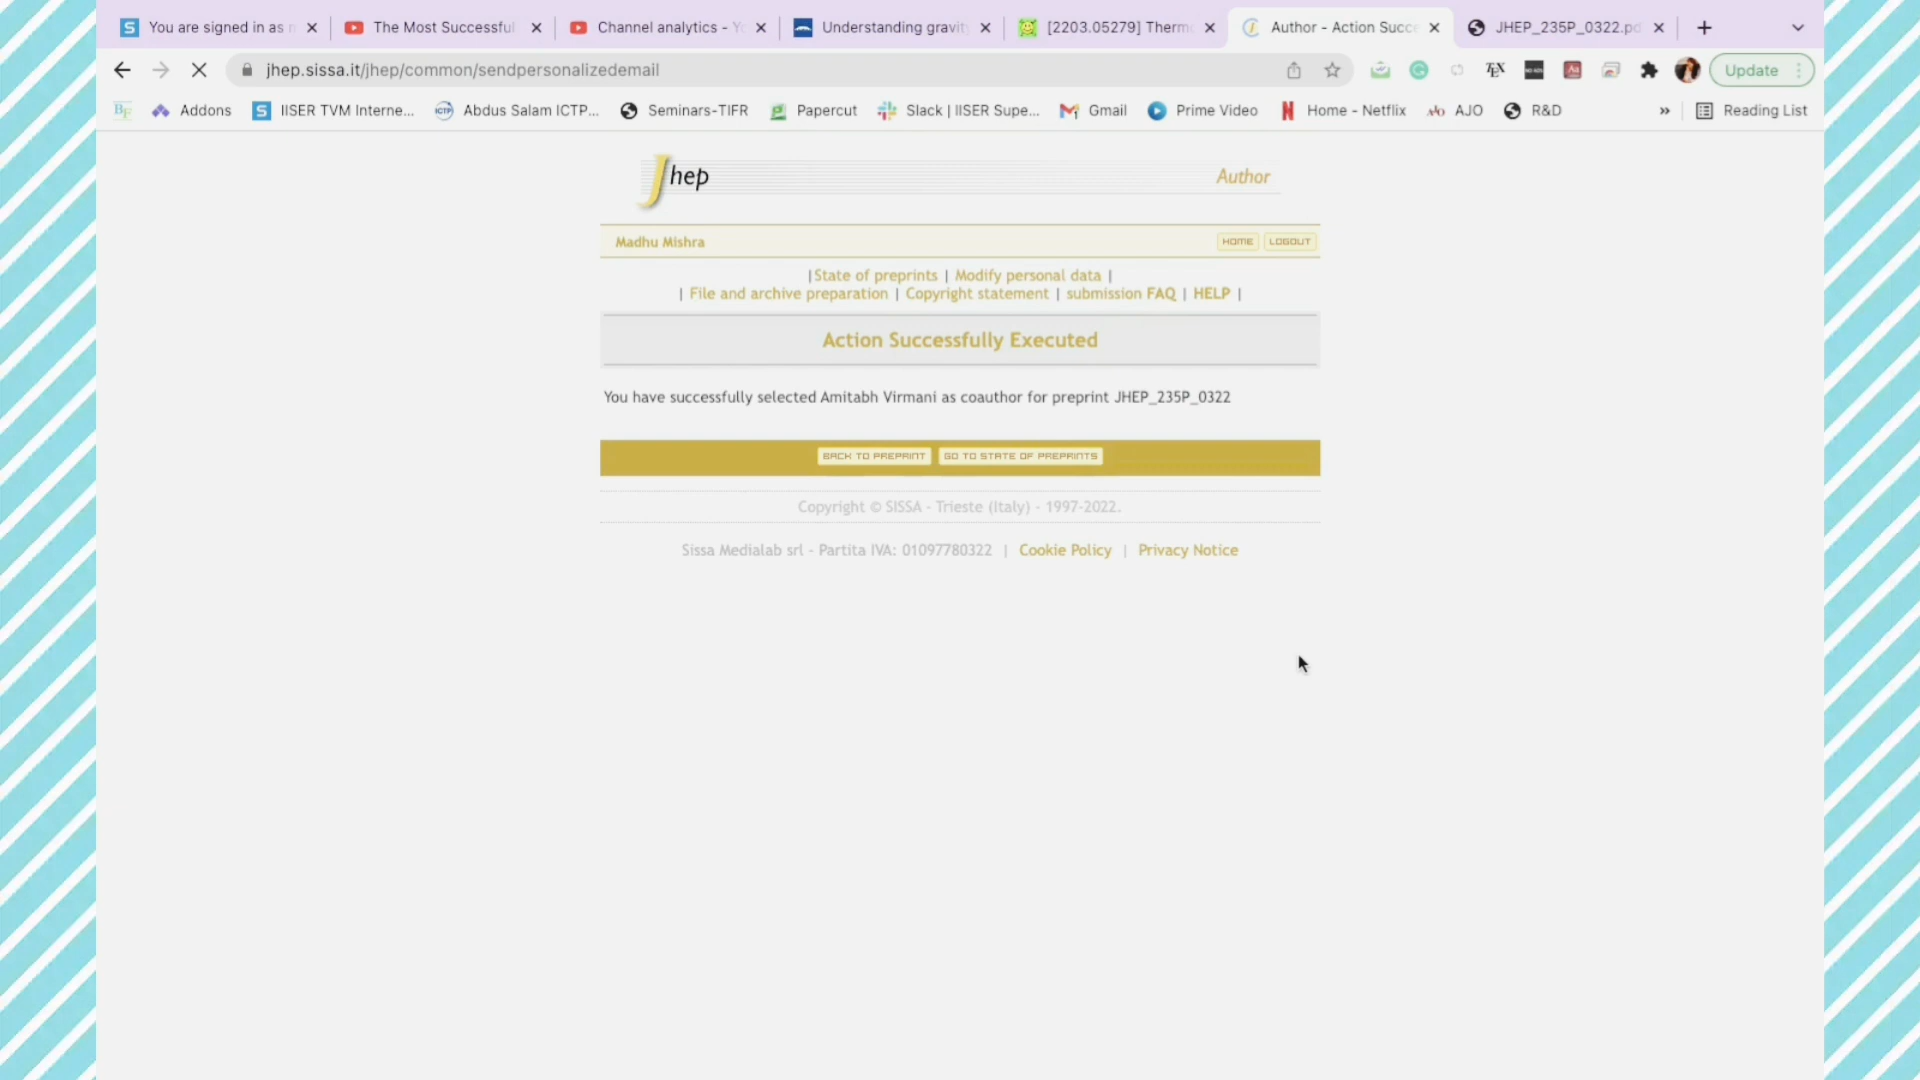 You are signed in as
The Most Successful
Channel analytics -
Understanding gravit
[2203.05279] Therm
Author - Action Succe
JHEP_235P_0322.pd
jhep.sissa.it/jhep/common/sendpersonalizedemail
Update
Addons
IISER TVM Interne...
Abdus Salam ICTP...
Seminars-TIFR
Papercut
Slack | IISER Supe...
Gmail
Prime Video
Home - Netflix
AJO
R&D
»
Reading List
Jhep
Author
Madhu Mishra
HOME
LOGOUT
|State of preprints | Modify personal data |
| File and archive preparation | Copyright statement | submission FAQ | HELP |
Action Successfully Executed
You have successfully selected Amitabh Virmani as coauthor for preprint JHEP_235P_0322
BACK TO PREPRINT
GO TO STATE OF PREPRINTS
Copyright © SISSA - Trieste (Italy) - 1997-2022.
Sissa Medialab srl - Partita IVA: 01097780322 | Cookie Policy | Privacy Notice